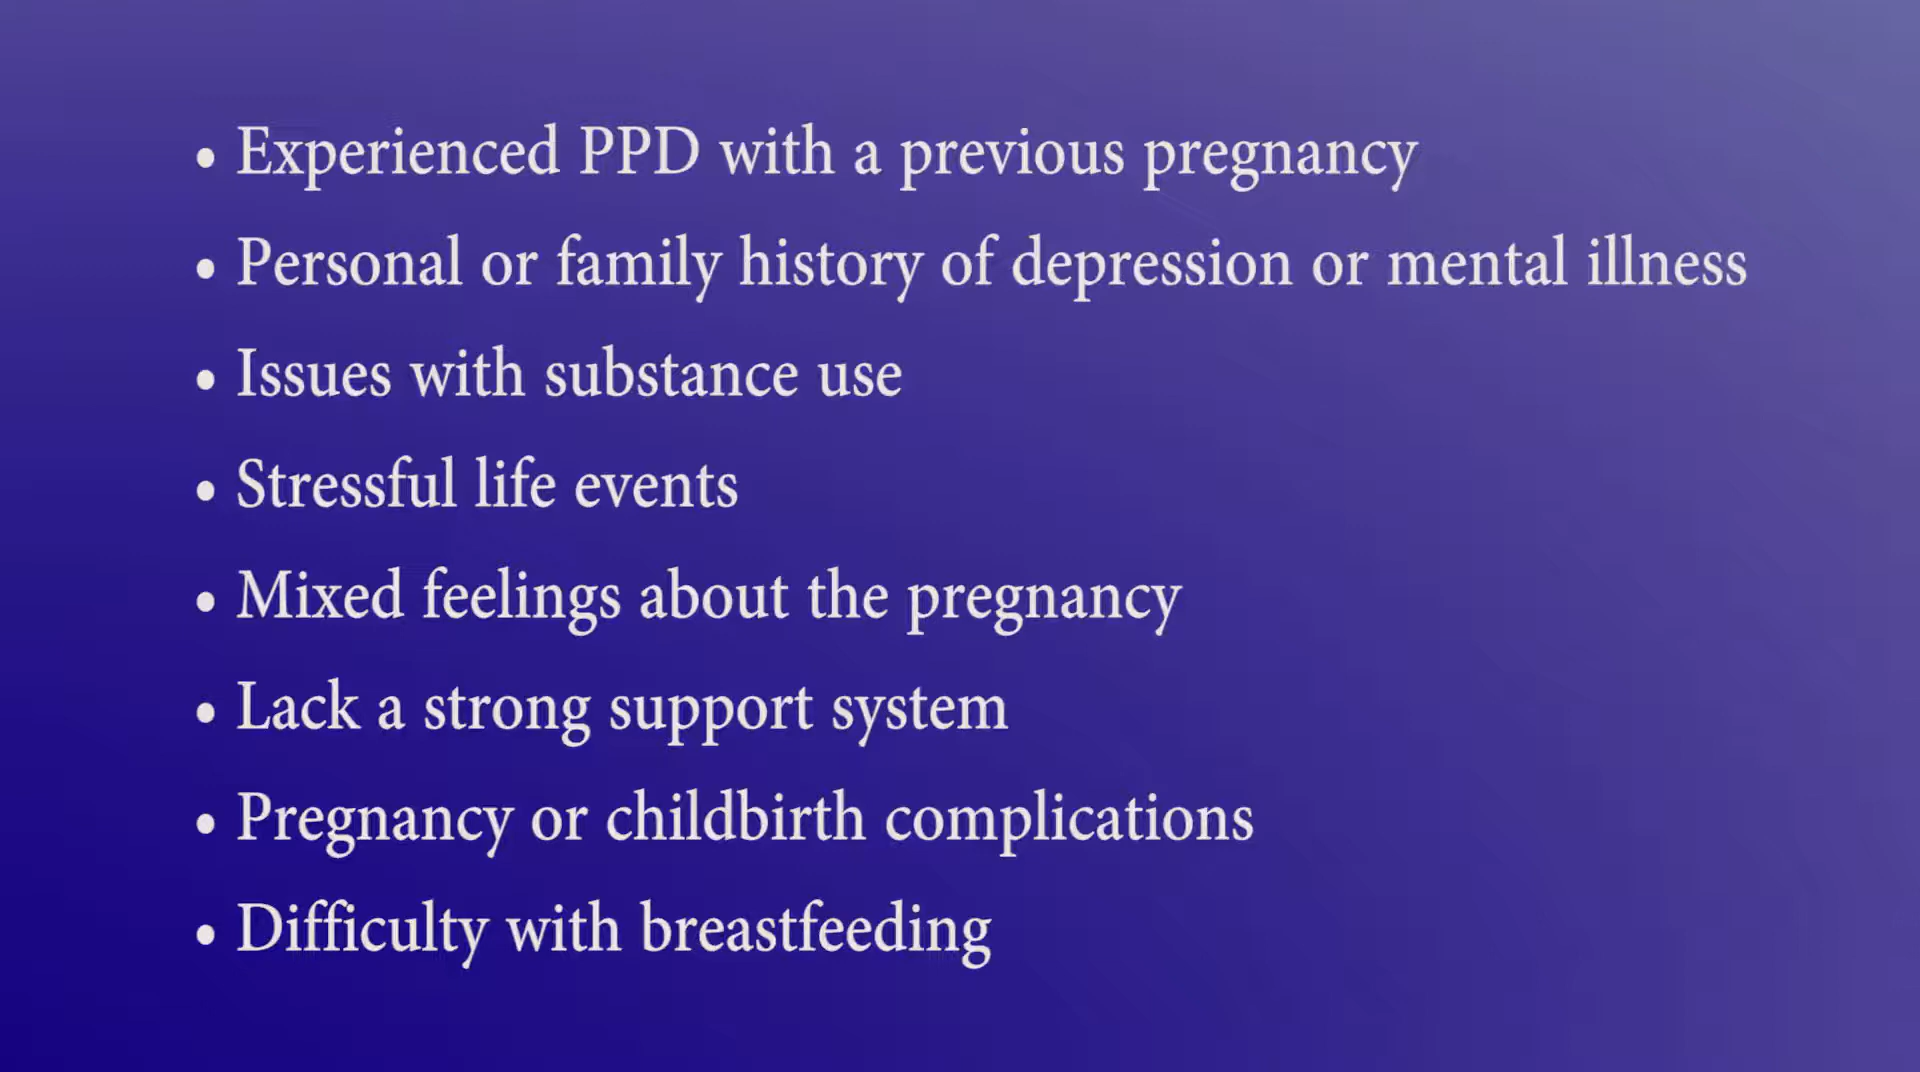 • Experienced PPD with a previous pregnancy
• Personal or family history of depression or mental illness
• Issues with substance use
• Stressful life events
• Mixed feelings about the pregnancy
• Lack a strong support system
• Pregnancy or childbirth complications
• Difficulty with breastfeeding